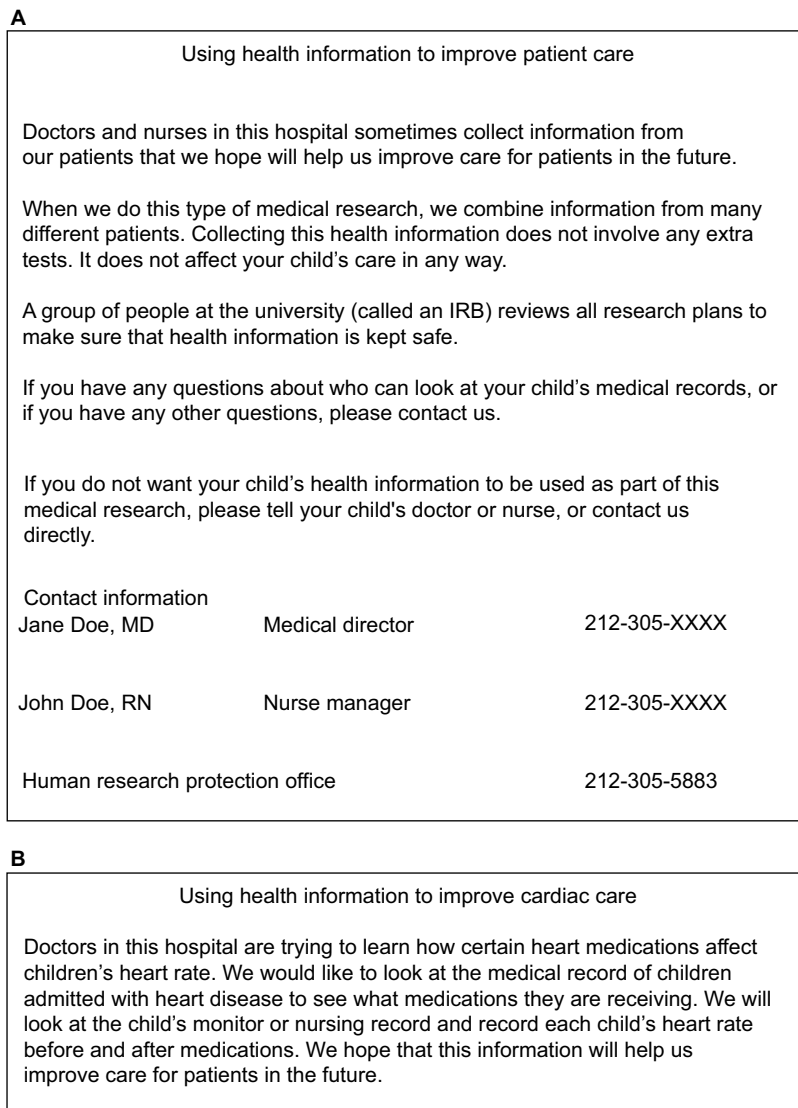 A
Using health information to improve patient care
Doctors and nurses in this hospital sometimes collect information from
our patients that we hope will help us improve care for patients in the future.
When we do this type of medical research, we combine information from many
different patients. Collecting this health information does not involve any extra
tests. It does not affect your child’s care in any way.
A group of people at the university (called an IRB) reviews all research plans to
make sure that health information is kept safe.
If you have any questions about who can look at your child’s medical records, or
if you have any other questions, please contact us.
If you do not want your child’s health information to be used as part of this
medical research, please tell your child's doctor or nurse, or contact us
directly.
Contact information
Jane Doe, MD Medical director 212-305-XXXX
John Doe, RN Nurse manager 212-305-XXXX
Human research protection office 212-305-5883
B
Using health information to improve cardiac care
Doctors in this hospital are trying to learn how certain heart medications affect
children’s heart rate. We would like to look at the medical record of children
admitted with heart disease to see what medications they are receiving. We will
look at the child’s monitor or nursing record and record each child’s heart rate
before and after medications. We hope that this information will help us
improve care for patients in the future.